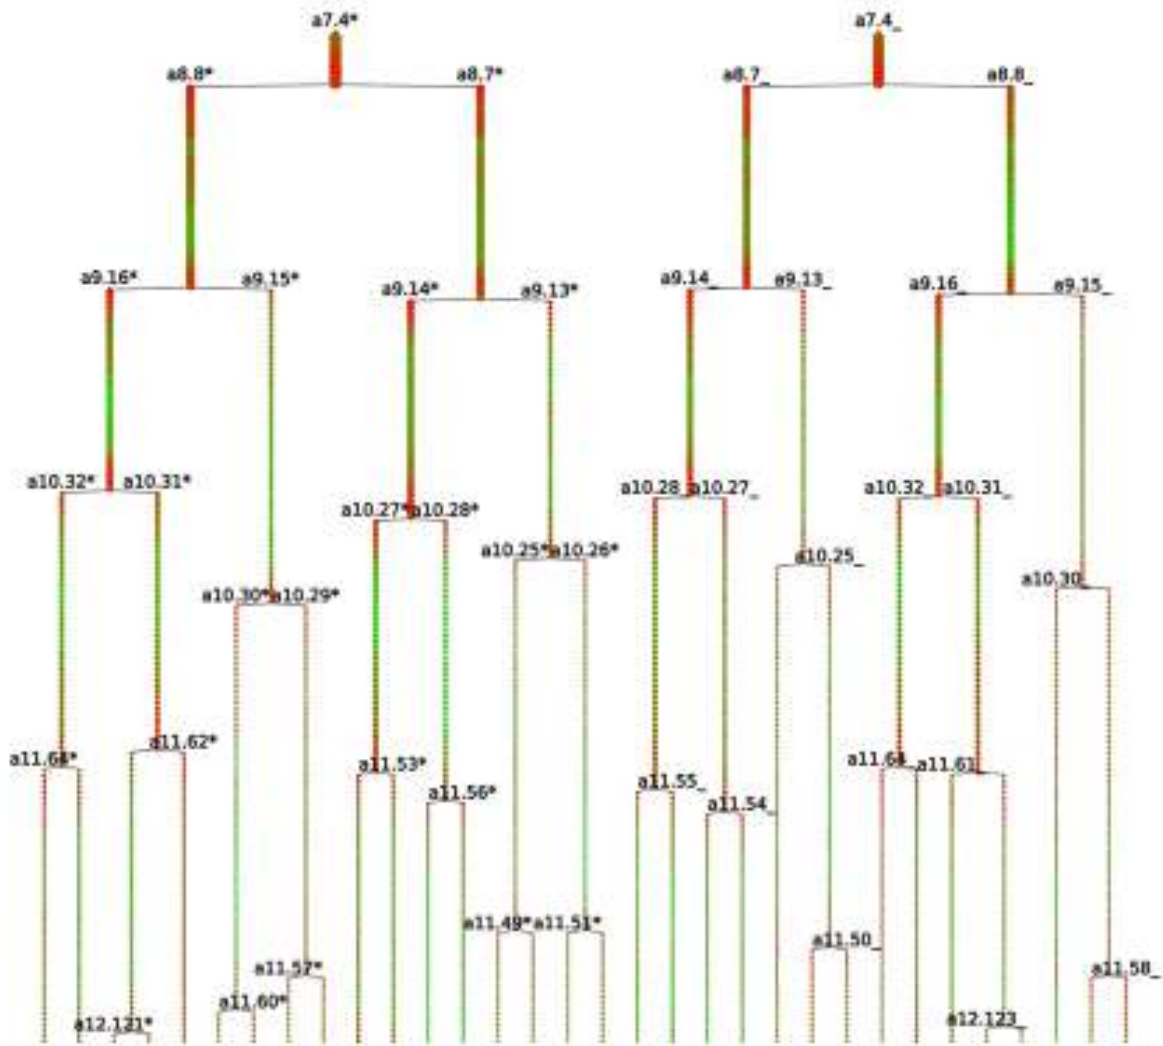 a7.4* a7.4_
a8.8* a8.7* a8.7_ a8.8_
a9.16* a9.15* a9.14* a9.13* a9.14_ a9.13_ a9.16_ a9.15_
a10.32* a10.31* a10.28_ a10.27_ a10.32_ a10.31_
a10.27* a10.28*
a10.25* a10.26* a10.25_
a10.30* a10.29* a10.30_
a11.62*
a11.64* a11.53* a11.64_ a11.61_
a11.56* a11.55_ a11.54_
a11.49* a11.51* a11.50_
a11.57* a11.58_
a11.60*
a12.121* a12.123_